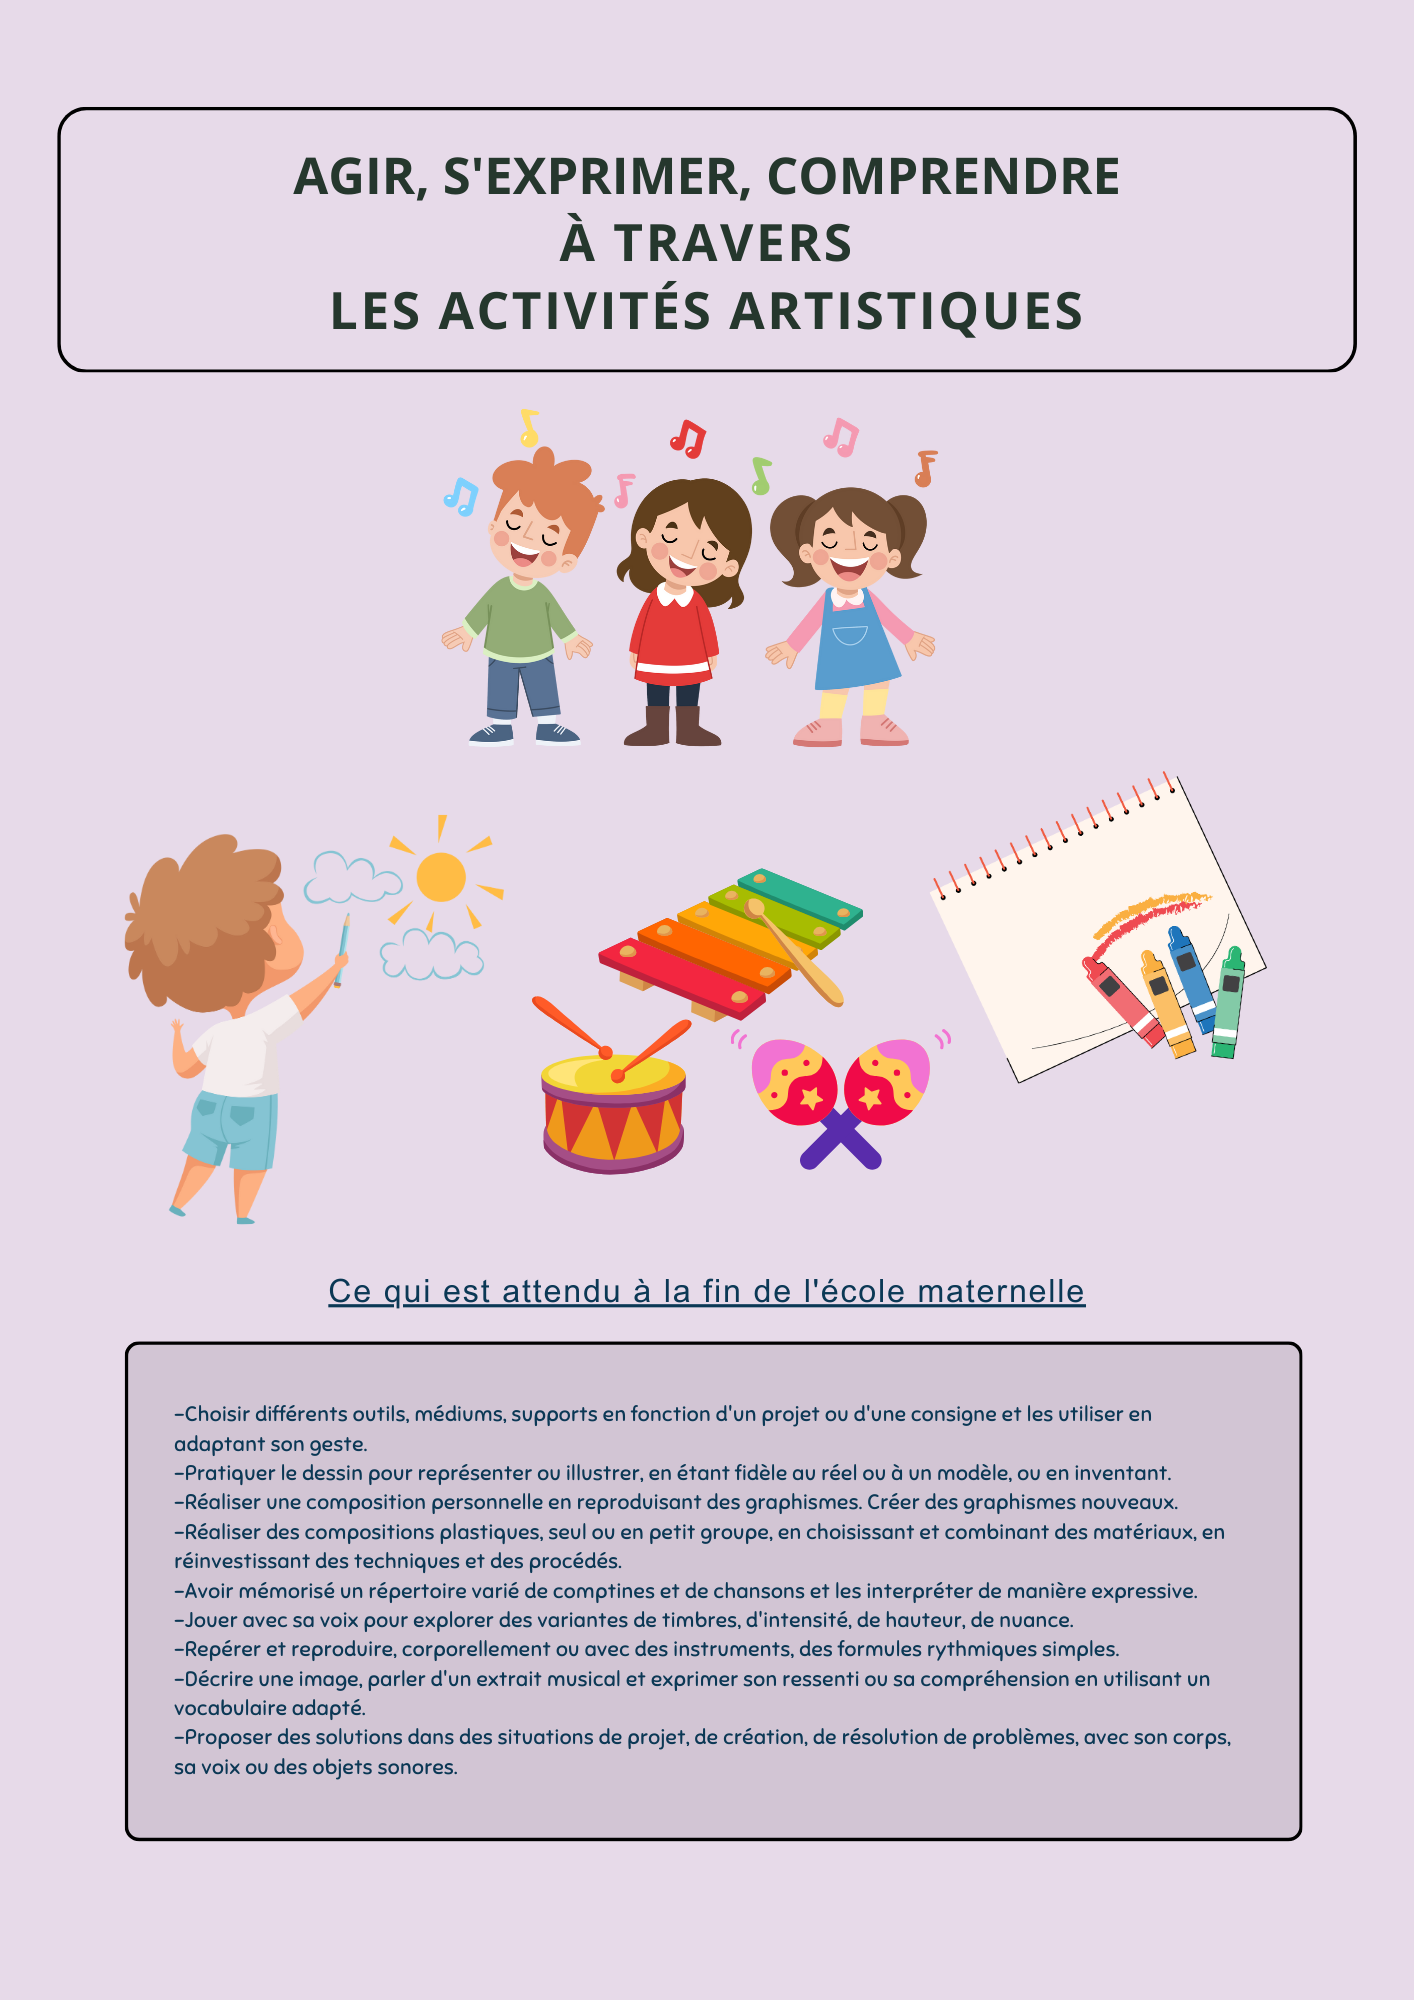 AGIR, S'EXPRIMER, COMPRENDRE
À TRAVERS
LES ACTIVITÉS ARTISTIQUES
Ce qui est attendu à la fin de l'école maternelle
-Choisir différents outils, médiums, supports en fonction d'un projet ou d'une consigne et les utiliser en
adaptant son geste.
-Pratiquer le dessin pour représenter ou illustrer, en étant fidèle au réel ou à un modèle, ou en inventant.
-Réaliser une composition personnelle en reproduisant des graphismes. Créer des graphismes nouveaux.
-Réaliser des compositions plastiques, seul ou en petit groupe, en choisissant et combinant des matériaux, en
réinvestissant des techniques et des procédés.
-Avoir mémorisé un répertoire varié de comptines et de chansons et les interpréter de manière expressive.
-Jouer avec sa voix pour explorer des variantes de timbres, d'intensité, de hauteur, de nuance.
-Repérer et reproduire, corporellement ou avec des instruments, des formules rythmiques simples.
-Décrire une image, parler d'un extrait musical et exprimer son ressenti ou sa compréhension en utilisant un
vocabulaire adapté.
-Proposer des solutions dans des situations de projet, de création, de résolution de problèmes, avec son corps,
sa voix ou des objets sonores.